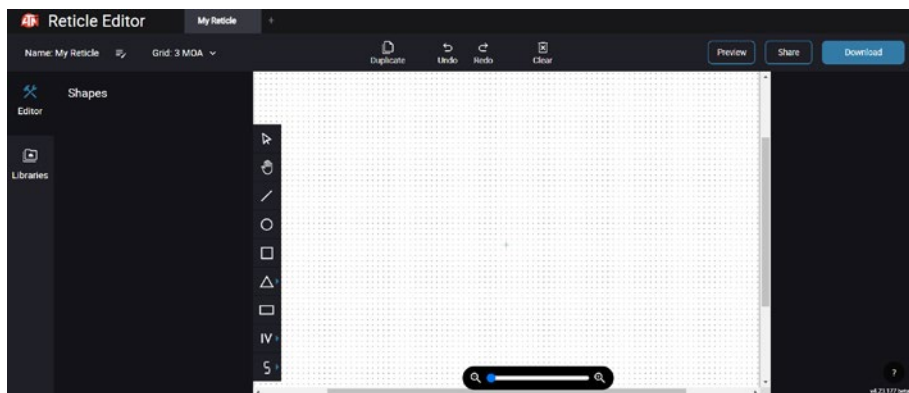 ATN Reticle Editor
My Reticle
+
Name: My Reticle
Grid: 3 MOA
Duplicate
Undo
Redo
Clear
Preview
Share
Download
Editor
Shapes
Libraries
IV
S
?